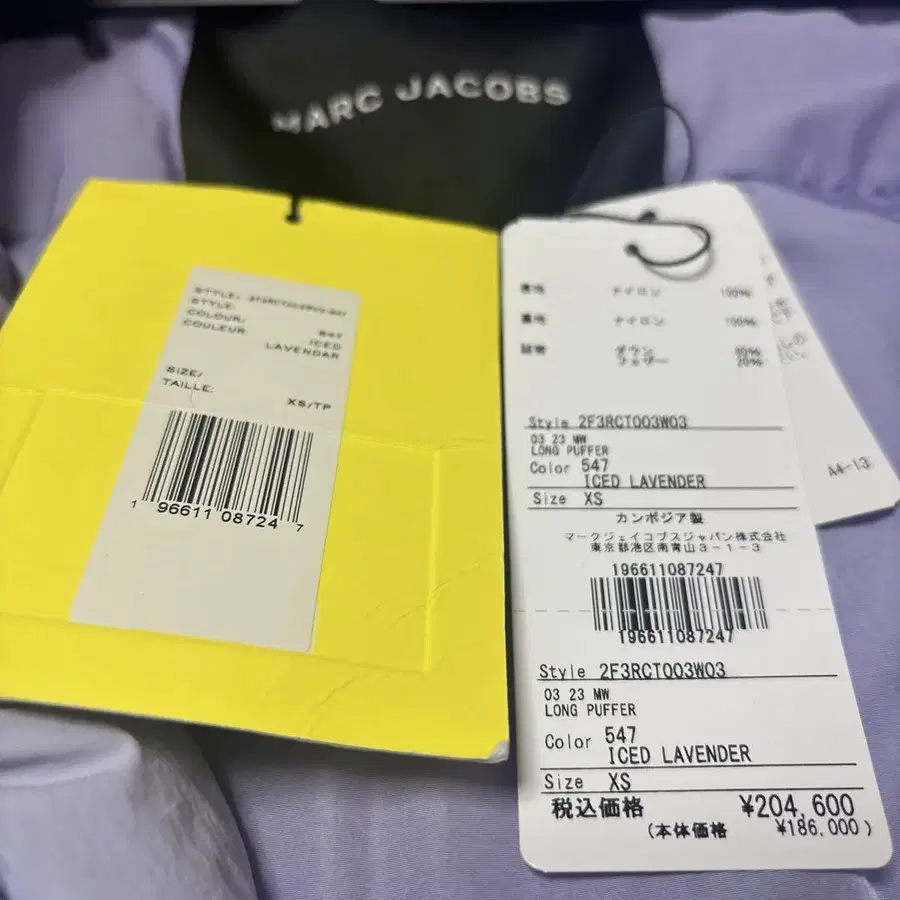 MARC JACOBS
STYLE/
STYLE:
COLOUR/
COULEUR:
ICED
LAVENDAR
SIZE/
TAILLE:
XS/TP
1 96611 08724 7
表地 ナイロン 100%
裏地 ナイロン 100%
詰物 ダウン 80%
フェザー 20%
Style 2F3RCT003W03
03 23 MW
LONG PUFFER
Color 547
ICED LAVENDER
Size XS
カンボジア製
マークジェイコブスジャパン株式会社
東京都港区南青山3-1-3
196611087247
196611087247
Style 2F3RCT003W03
03 23 MW
LONG PUFFER
Color 547
ICED LAVENDER
Size XS
税込価格 ¥204,600
(本体価格 ¥186,000)
A4-13